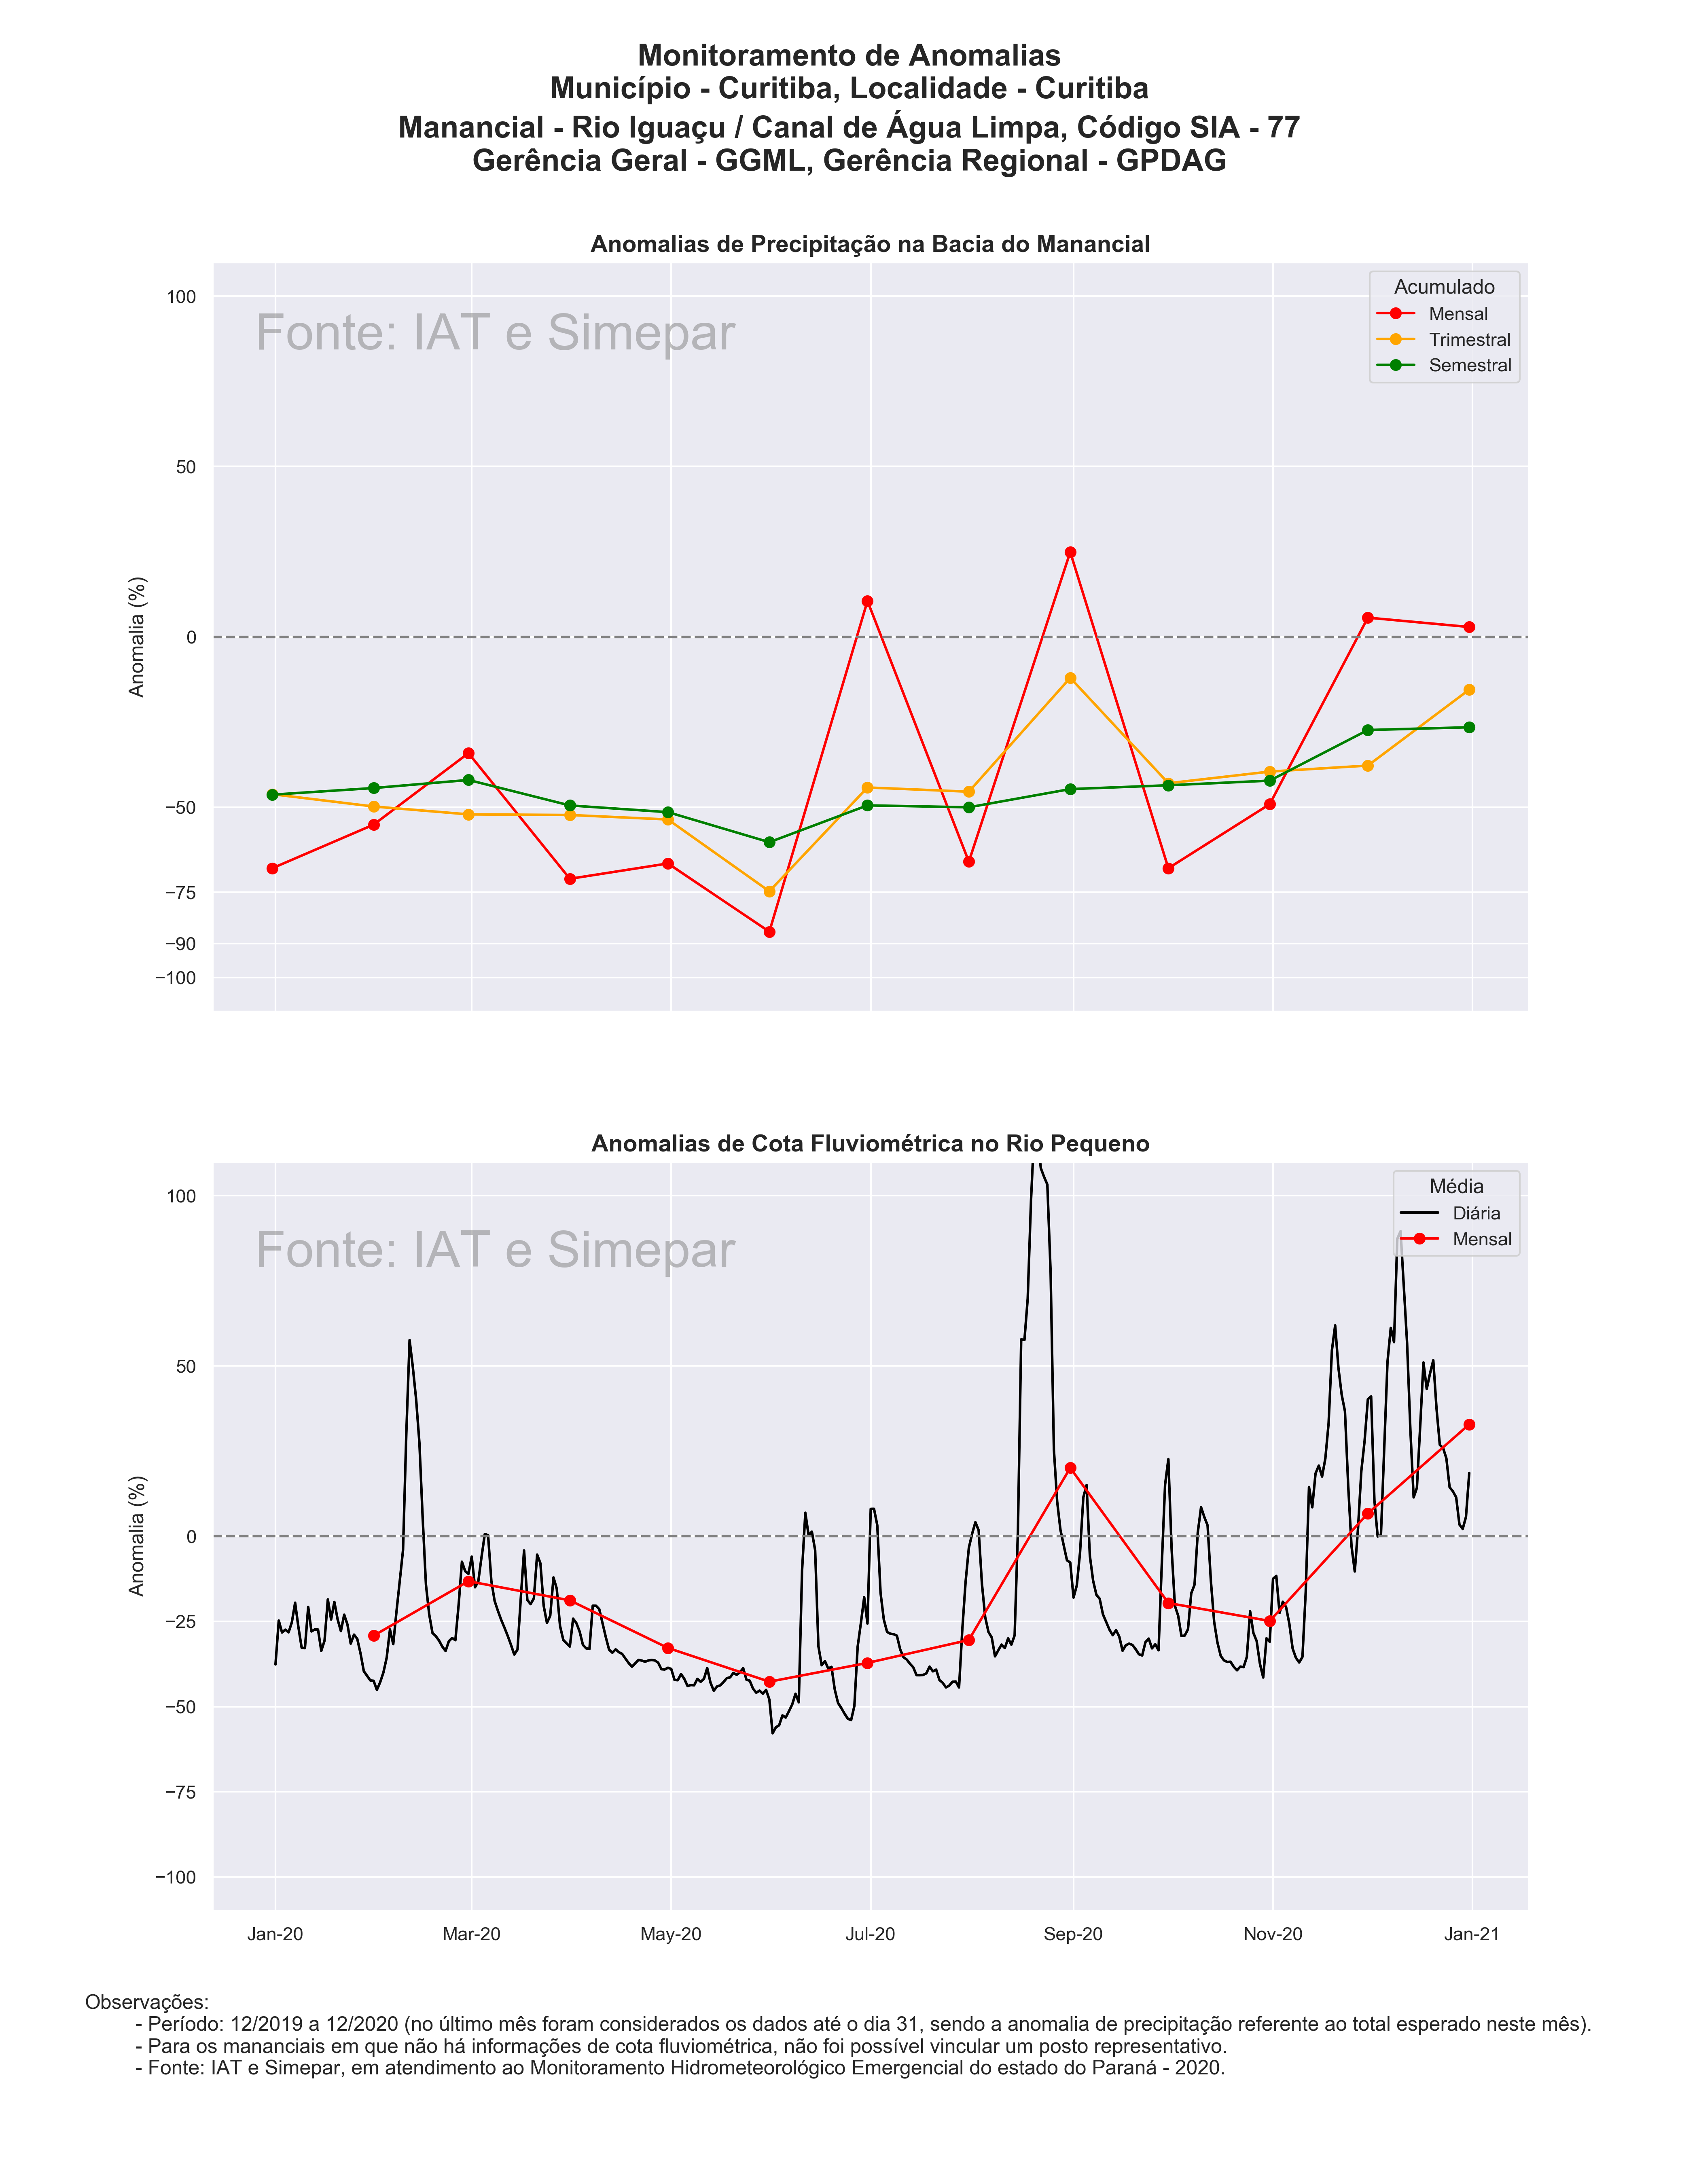 Monitoramento de Anomalias
Município - Curitiba, Localidade - Curitiba
Manancial - Rio Iguaçu / Canal de Água Limpa, Código SIA - 77
Gerência Geral - GGML, Gerência Regional - GPDAG
Anomalias de Precipitação na Bacia do Manancial
Fonte: IAT e Simepar
Acumulado
Mensal
Trimestral
Semestral
Anomalia (%)
100
50
0
−50
−75
−90
−100
Anomalias de Cota Fluviométrica no Rio Pequeno
Fonte: IAT e Simepar
Média
Diária
Mensal
Anomalia (%)
100
50
0
−25
−50
−75
−100
Jan-20 Mar-20 May-20 Jul-20 Sep-20 Nov-20 Jan-21
Observações:
- Período: 12/2019 a 12/2020 (no último mês foram considerados os dados até o dia 31, sendo a anomalia de precipitação referente ao total esperado neste mês).
- Para os mananciais em que não há informações de cota fluviométrica, não foi possível vincular um posto representativo.
- Fonte: IAT e Simepar, em atendimento ao Monitoramento Hidrometeorológico Emergencial do estado do Paraná - 2020.